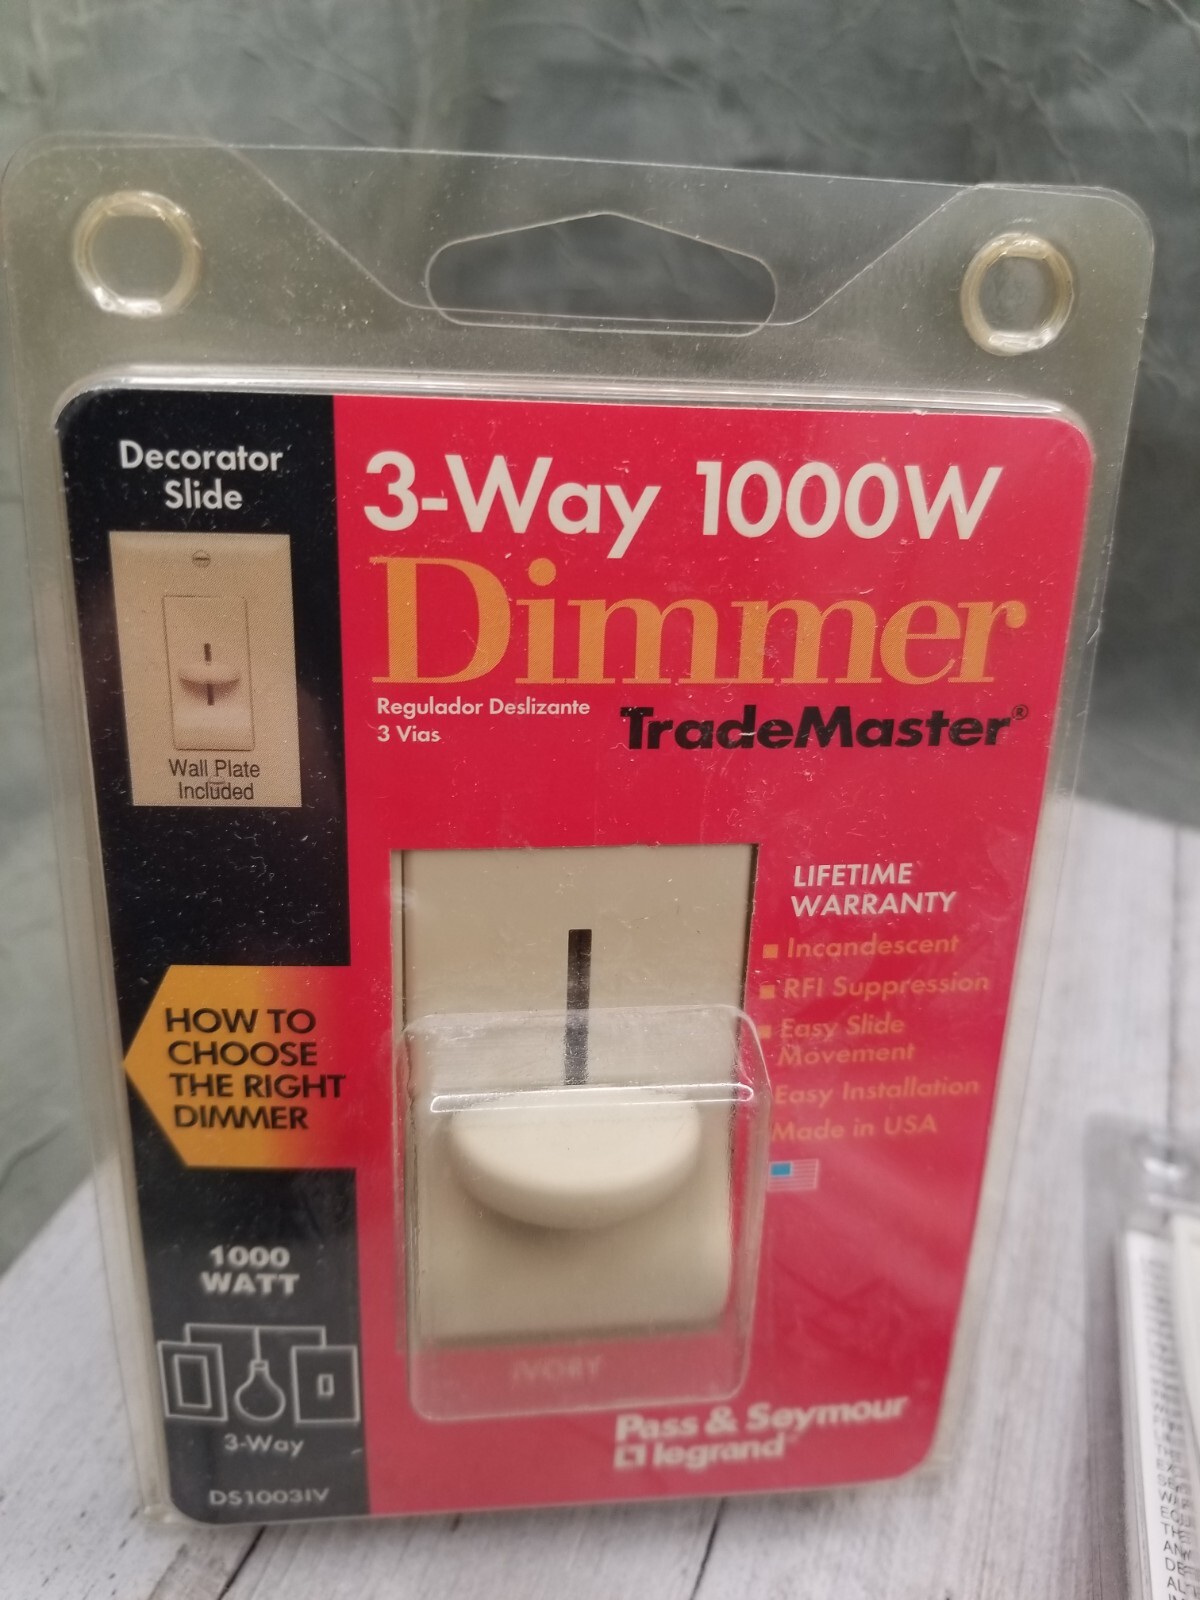 Decorator
Slide
Wall Plate
Included
3-Way 1000W
Dimmer
Regulador Deslizante
3 Vias
TradeMaster®
LIFETIME
WARRANTY
Incandescent
RFI Suppression
Easy Slide
Movement
Easy Installation
Made in USA
HOW TO
CHOOSE
THE RIGHT
DIMMER
1000
WATT
3-Way
DS1003IV
IVORY
Pass & Seymour
legrand®